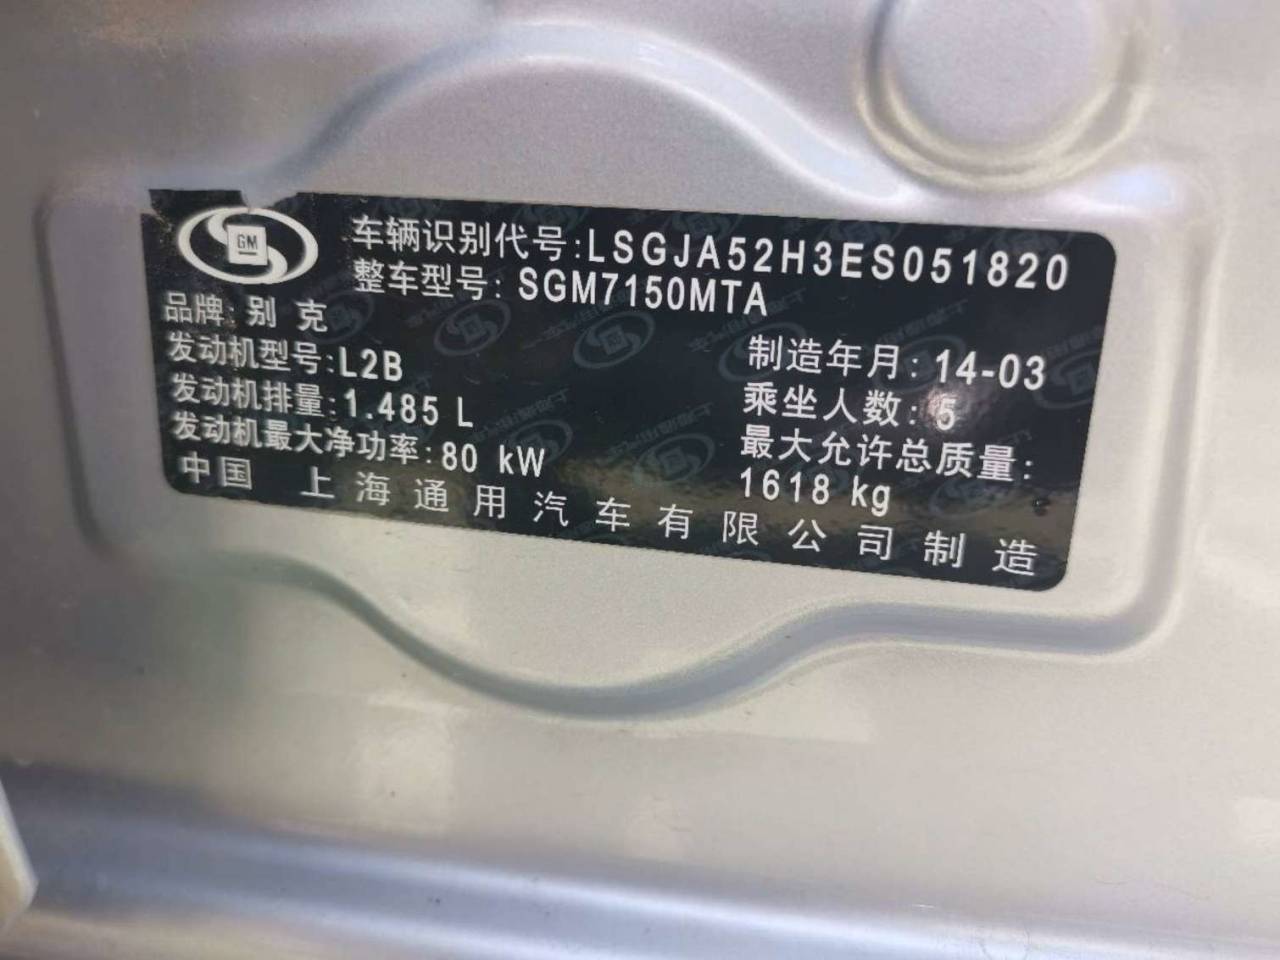 GM
车辆识别代号:LSGJA52H3ES051820
整车型号: SGM7150MTA
品牌: 别 克
发动机型号:L2B
制造年月: 14-03
发动机排量:1.485 L
乘坐人数: 5
发动机最大净功率:80 kW
最大允许总质量:
1618 kg
中国 上海通用汽车有限公司制造